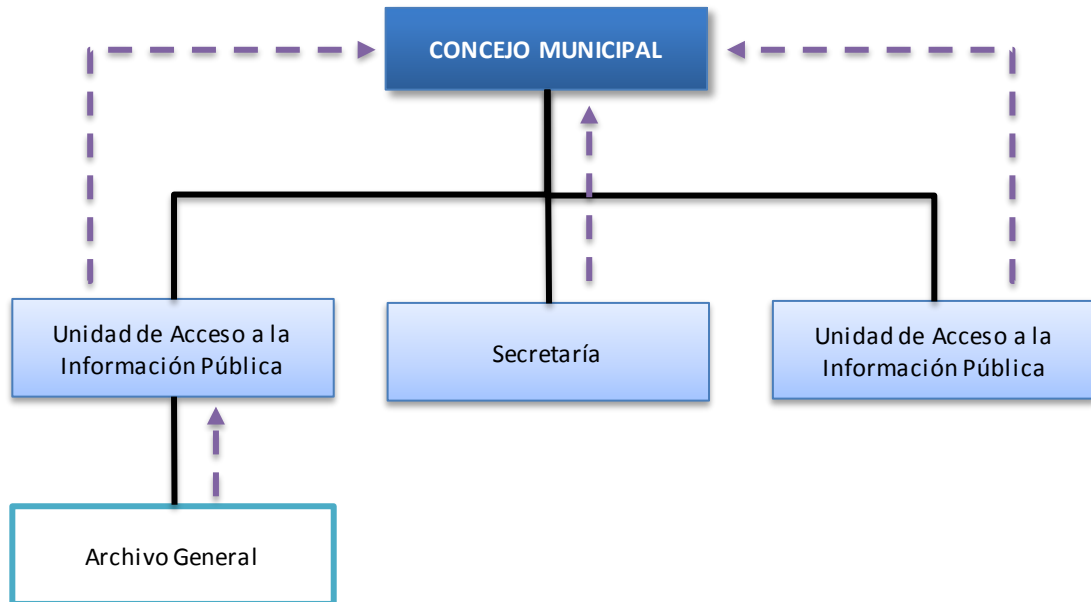 CONCEJO MUNICIPAL
Unidad de Acceso a la
Información Pública
Secretaría
Unidad de Acceso a la
Información Pública
Archivo General